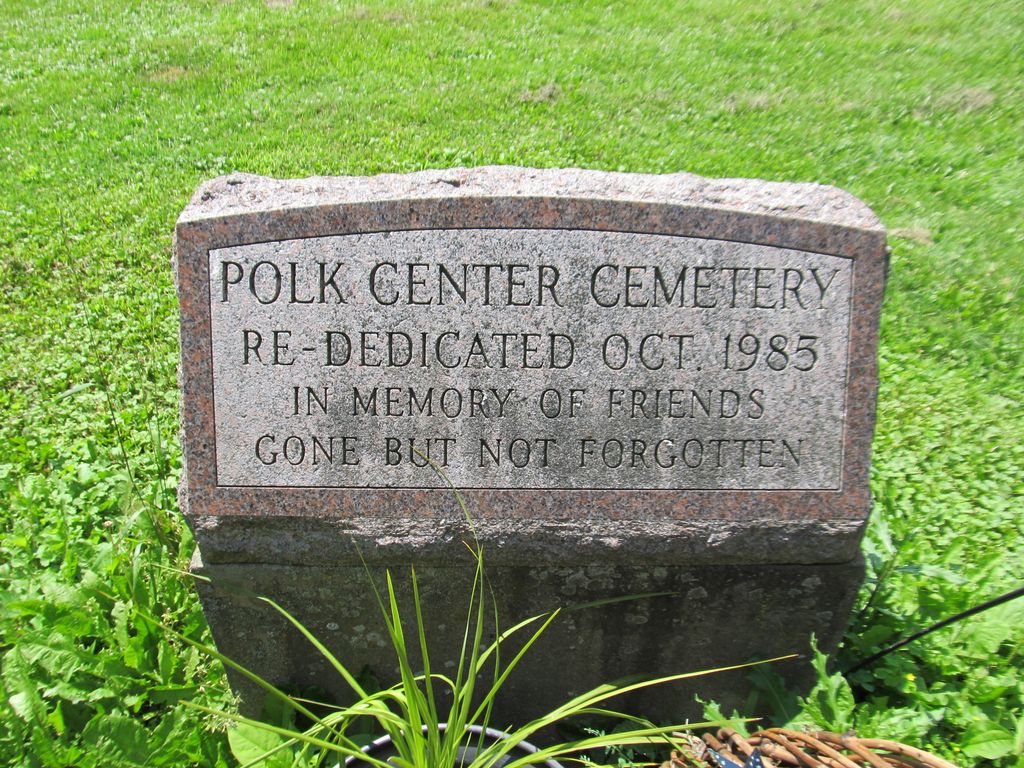 POLK CENTER CEMETERY
RE-DEDICATED OCT. 1985
IN MEMORY OF FRIENDS
GONE BUT NOT FORGOTTEN